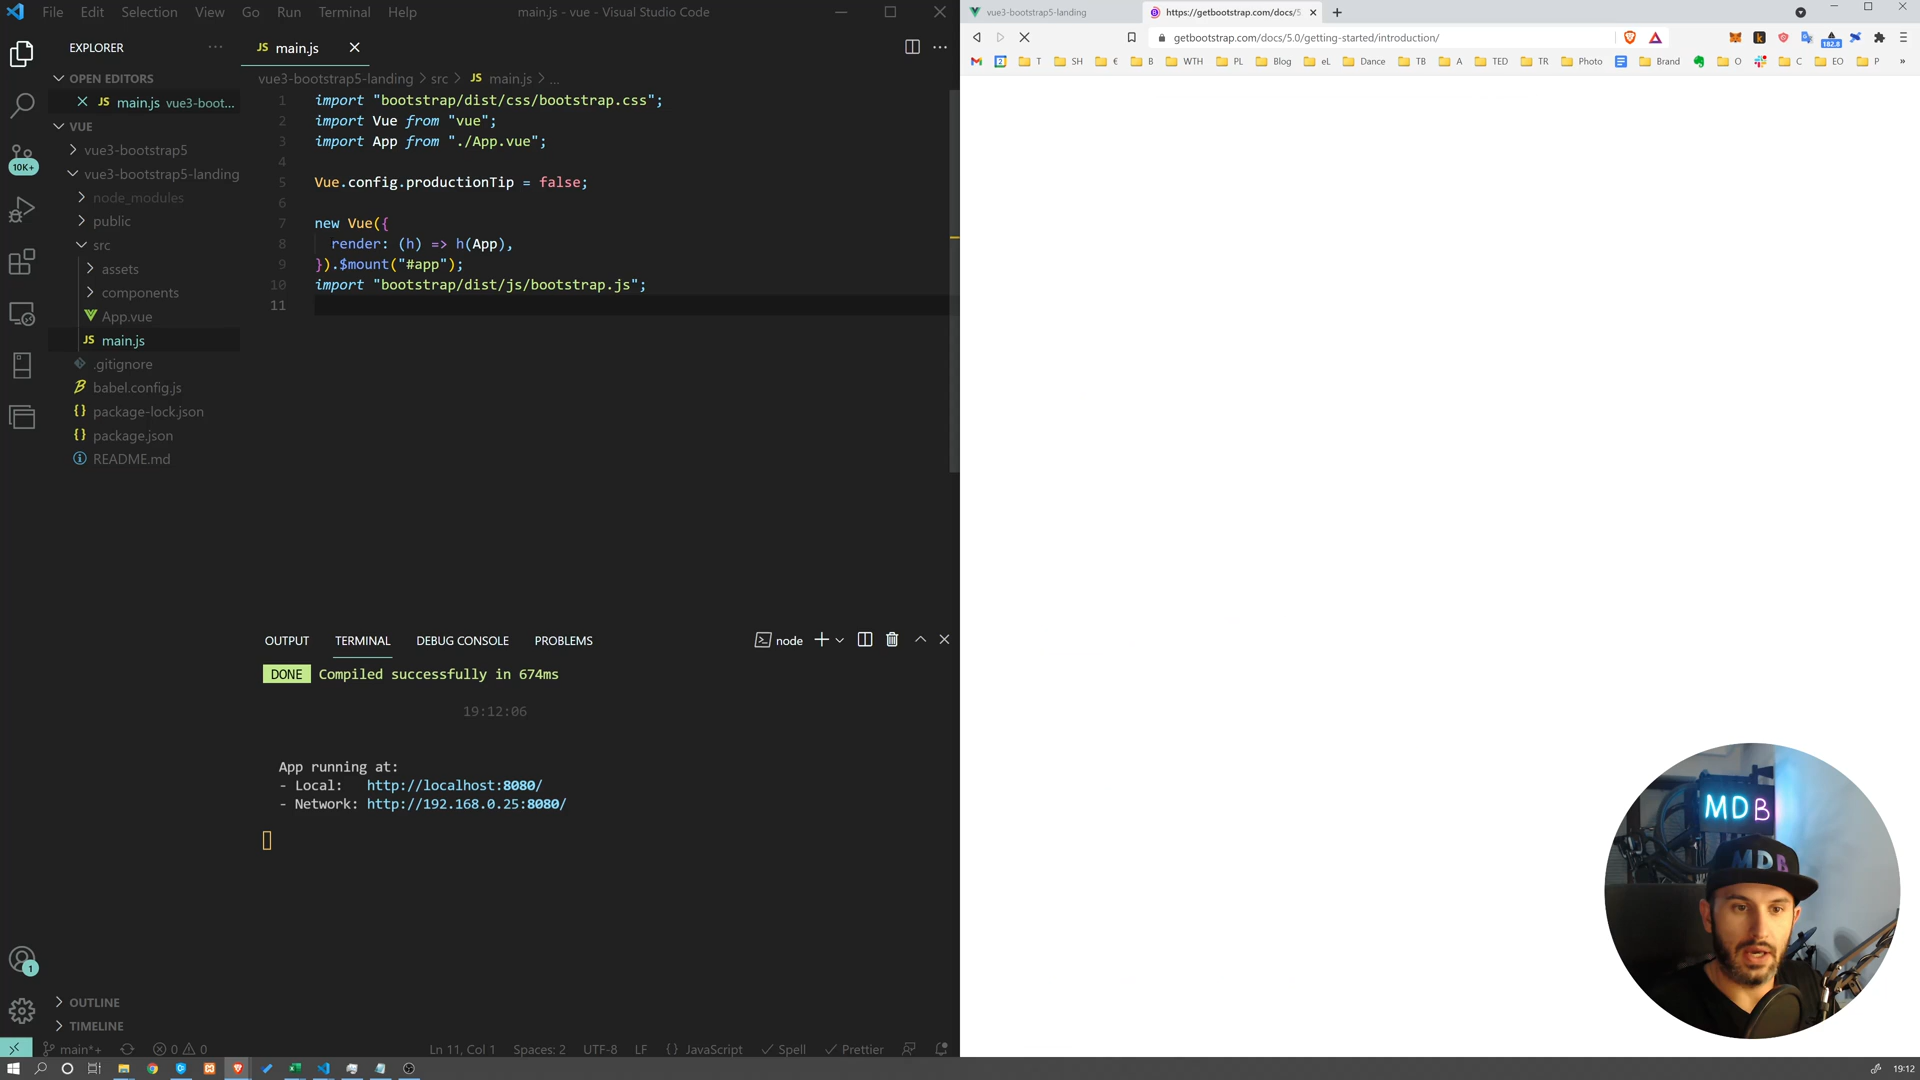 File Edit Selection View Go Run Terminal Help
main.js - vue - Visual Studio Code
EXPLORER
OPEN EDITORS
JS main.js vue3-boot...
VUE
vue3-bootstrap5
vue3-bootstrap5-landing
node_modules
public
src
assets
components
App.vue
JS main.js
.gitignore
babel.config.js
package-lock.json
package.json
README.md
10K+
1
OUTLINE
TIMELINE
JS main.js
vue3-bootstrap5-landing > src > JS main.js > ...
1 import "bootstrap/dist/css/bootstrap.css";
2 import Vue from "vue";
3 import App from "./App.vue";
4
5 Vue.config.productionTip = false;
6
7 new Vue({
8 render: (h) => h(App),
9 }).$mount("#app");
10 import "bootstrap/dist/js/bootstrap.js";
11
OUTPUT TERMINAL DEBUG CONSOLE PROBLEMS
node
DONE Compiled successfully in 674ms
19:12:06
App running at:
- Local: http://localhost:8080/
- Network: http://192.168.0.25:8080/
main*+ 0 0
Ln 11, Col 1 Spaces: 2 UTF-8 LF {} JavaScript Spell Prettier
vue3-bootstrap5-landing
https://getbootstrap.com/docs/5
getbootstrap.com/docs/5.0/getting-started/introduction/
182.8
T SH € B WTH PL Blog eL Dance TB A TED TR Photo Brand O C EO P »
MDB
MDB
19:12